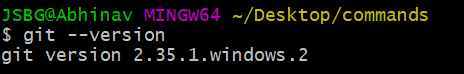 JSBG@Abhinav MINGW64 ~/Desktop/commands
$ git --version
git version 2.35.1.windows.2